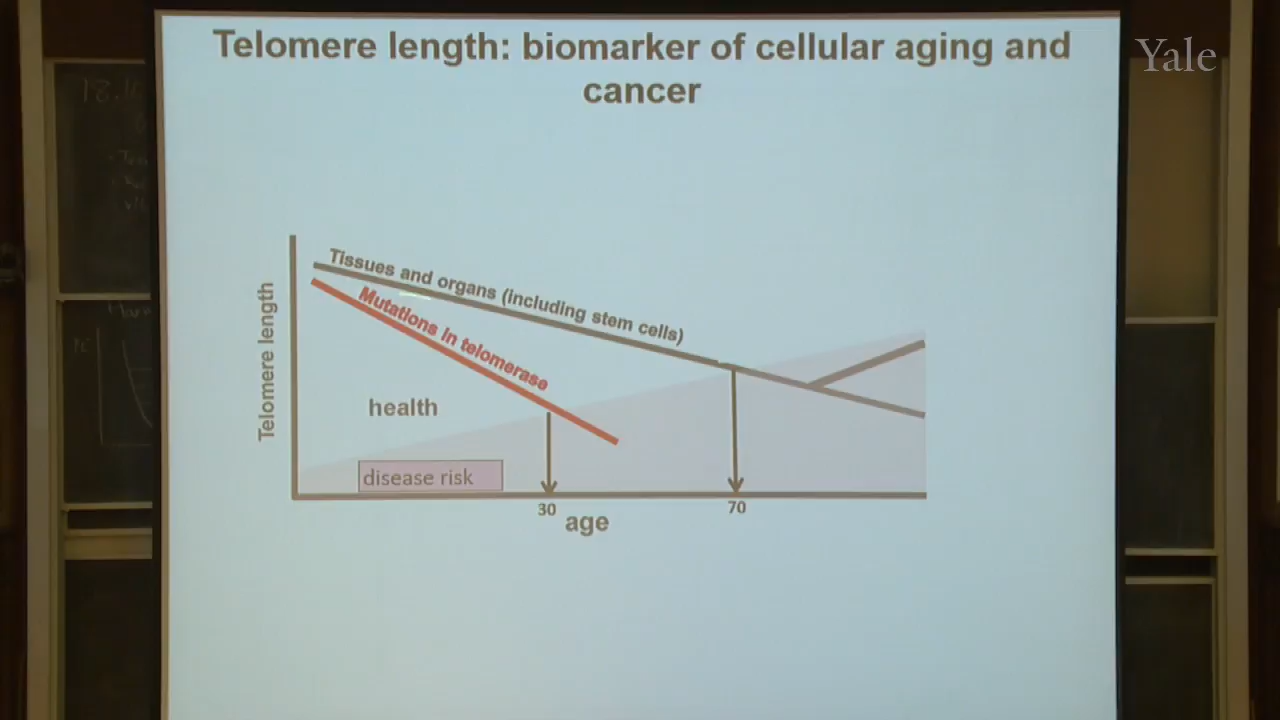 Telomere length: biomarker of cellular aging and
cancer
Yale
Telomere length
Tissues and organs (including stem cells)
Mutations in telomerase
health
disease risk
30
70
age